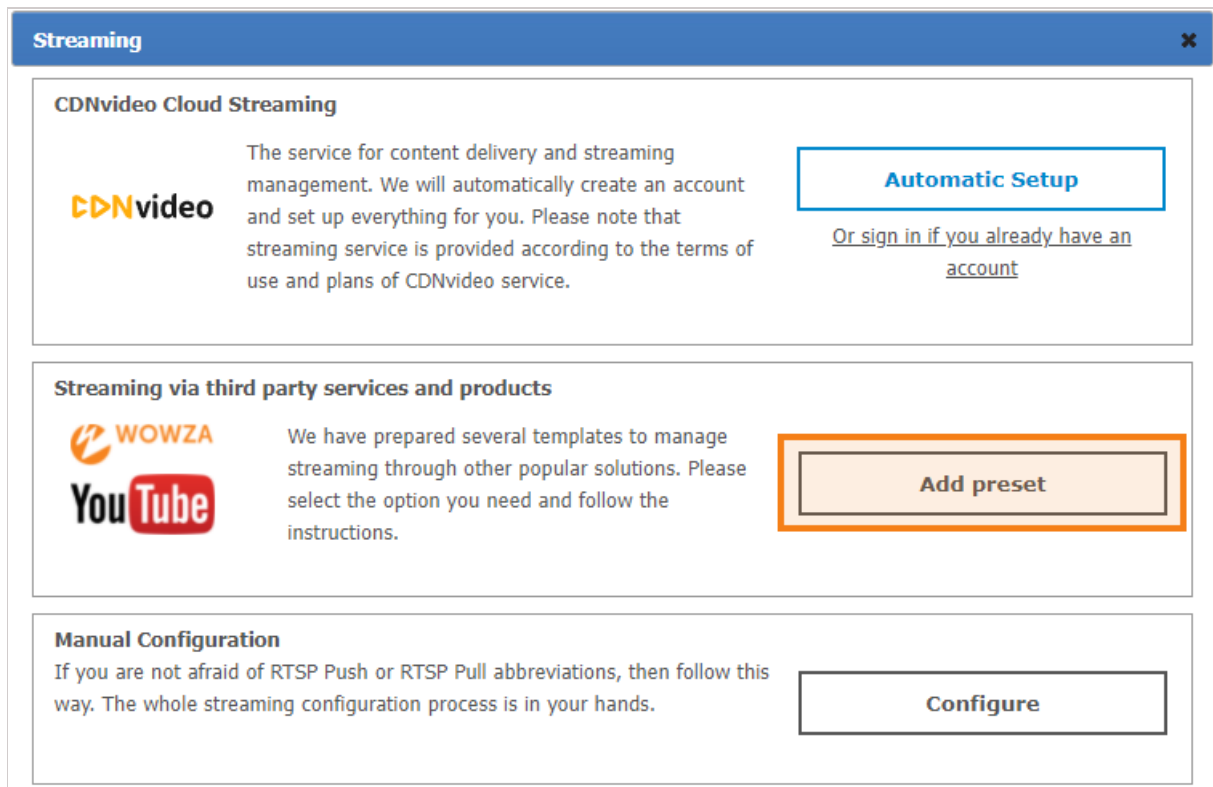 Streaming
CDNvideo Cloud Streaming
CDNvideo
The service for content delivery and streaming
management. We will automatically create an account
and set up everything for you. Please note that
streaming service is provided according to the terms of
use and plans of CDNvideo service.
Automatic Setup
Or sign in if you already have an
account
Streaming via third party services and products
WOWZA
YouTube
We have prepared several templates to manage
streaming through other popular solutions. Please
select the option you need and follow the
instructions.
Add preset
Manual Configuration
If you are not afraid of RTSP Push or RTSP Pull abbreviations, then follow this
way. The whole streaming configuration process is in your hands.
Configure